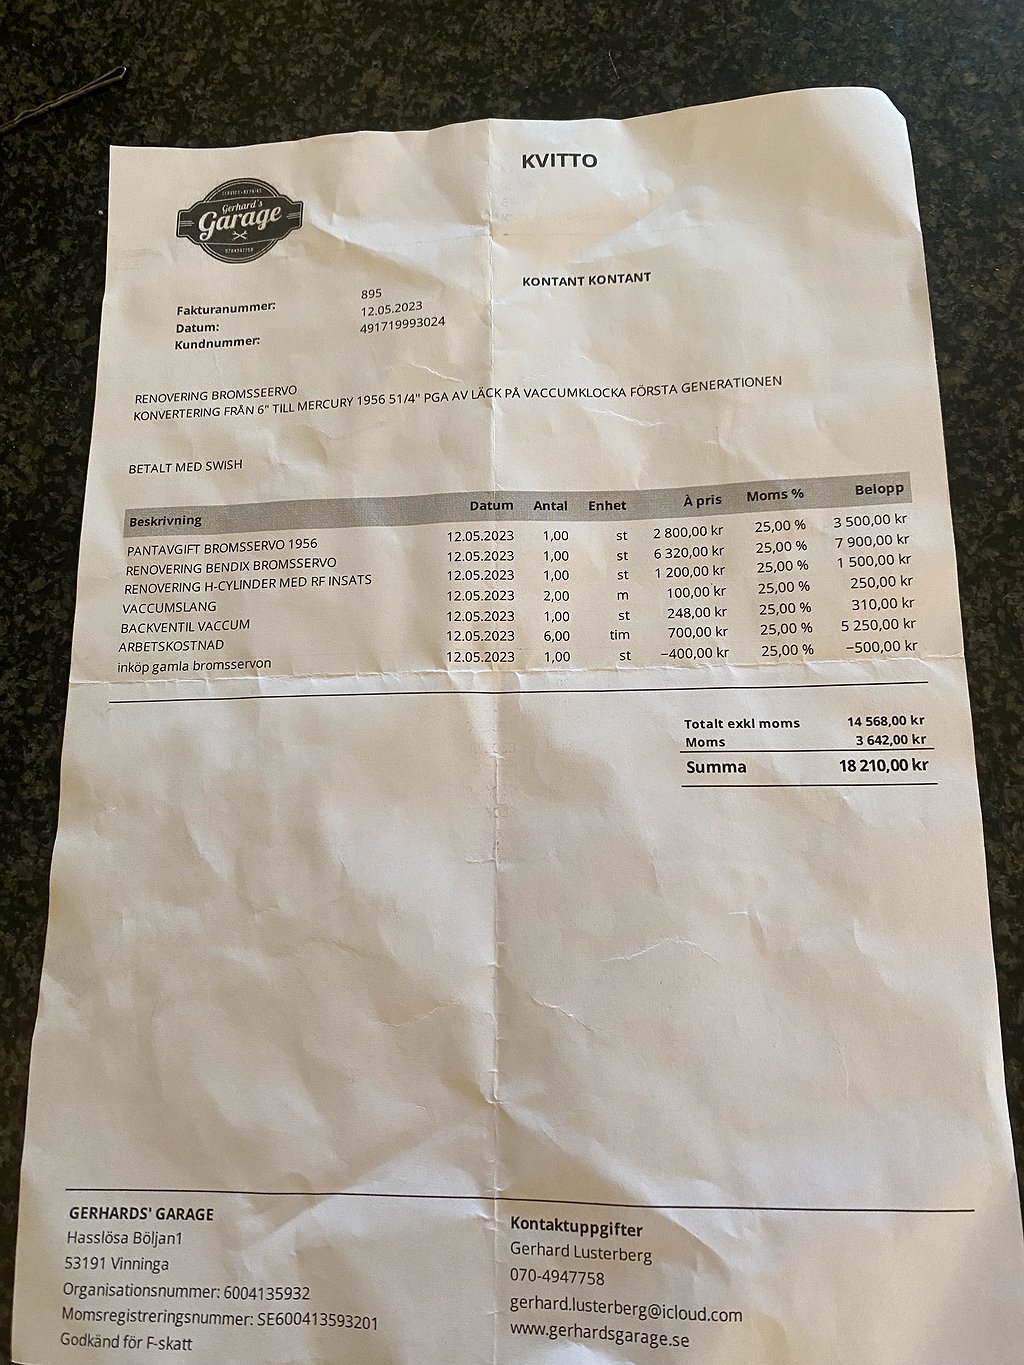 KVITTO
SERVICE•REPAIRS
Gerhard's
Garage
0704947758
KONTANT KONTANT
Fakturanummer: 895
Datum: 12.05.2023
Kundnummer: 491719993024
RENOVERING BROMSSEERVO
KONVERTERING FRÅN 6" TILL MERCURY 1956 51/4" PGA AV LÄCK PÅ VACCUMKLOCKA FÖRSTA GENERATIONEN
BETALT MED SWISH
Beskrivning Datum Antal Enhet À pris Moms % Belopp
PANTAVGIFT BROMSSERVO 1956 12.05.2023 1,00 st 2 800,00 kr 25,00 % 3 500,00 kr
RENOVERING BENDIX BROMSSERVO 12.05.2023 1,00 st 6 320,00 kr 25,00 % 7 900,00 kr
RENOVERING H-CYLINDER MED RF INSATS 12.05.2023 1,00 st 1 200,00 kr 25,00 % 1 500,00 kr
VACCUMSLANG 12.05.2023 2,00 m 100,00 kr 25,00 % 250,00 kr
BACKVENTIL VACCUM 12.05.2023 1,00 st 248,00 kr 25,00 % 310,00 kr
ARBETSKOSTNAD 12.05.2023 6,00 tim 700,00 kr 25,00 % 5 250,00 kr
inköp gamla bromsservon 12.05.2023 1,00 st −400,00 kr 25,00 % −500,00 kr
Totalt exkl moms 14 568,00 kr
Moms 3 642,00 kr
Summa 18 210,00 kr
GERHARDS' GARAGE
Hasslösa Böljan1
53191 Vinninga
Organisationsnummer: 6004135932
Momsregistreringsnummer: SE600413593201
Godkänd för F-skatt
Kontaktuppgifter
Gerhard Lusterberg
070-4947758
gerhard.lusterberg@icloud.com
www.gerhardsgarage.se